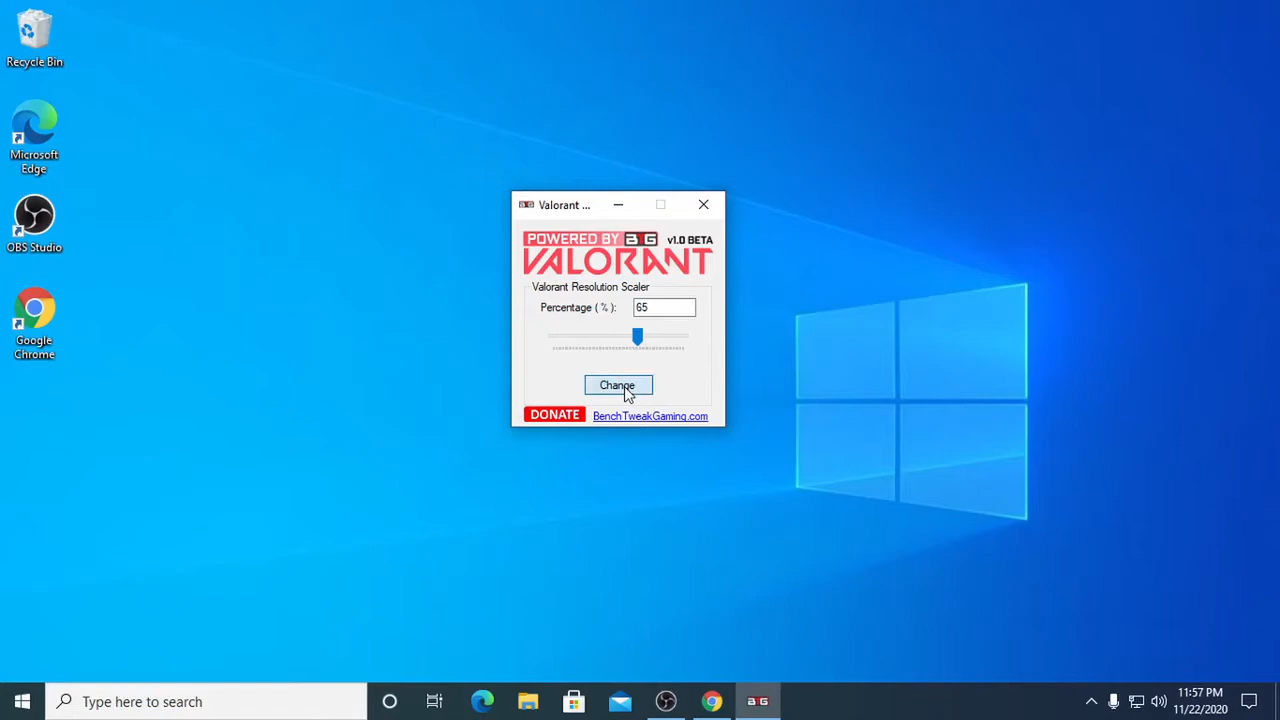 Recycle Bin
Microsoft
Edge
OBS Studio
Google
Chrome
Valorant ...
POWERED BY BTG v1.0 BETA
VALORANT
Valorant Resolution Scaler
Percentage ( % ): 65
Change
DONATE BenchTweakGaming.com
Type here to search
BTG
11:57 PM
11/22/2020